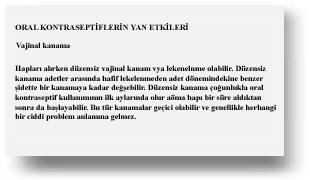 ORAL KONTRASEPTİFLERİN YAN ETKİLERİ
Vajinal kanama
Hapları alırken düzensiz vajinal kanam vya lekenelnme olabilir. Düzensiz
kanama adetler arasında hafif lekelenmeden adet dönemindekine benzer
şidette bir kanamaya kadar değsebilir. Düzensiz kanama çoğunlukla oral
kontraseptif kullanımının ilk aylarında olur aöma hapı bir süre aldıktan
sonra da başlayabilir. Bu tür kanamalar geçici olabilir ve genellikle herhangi
bir ciddi problem anlamına gelmez.